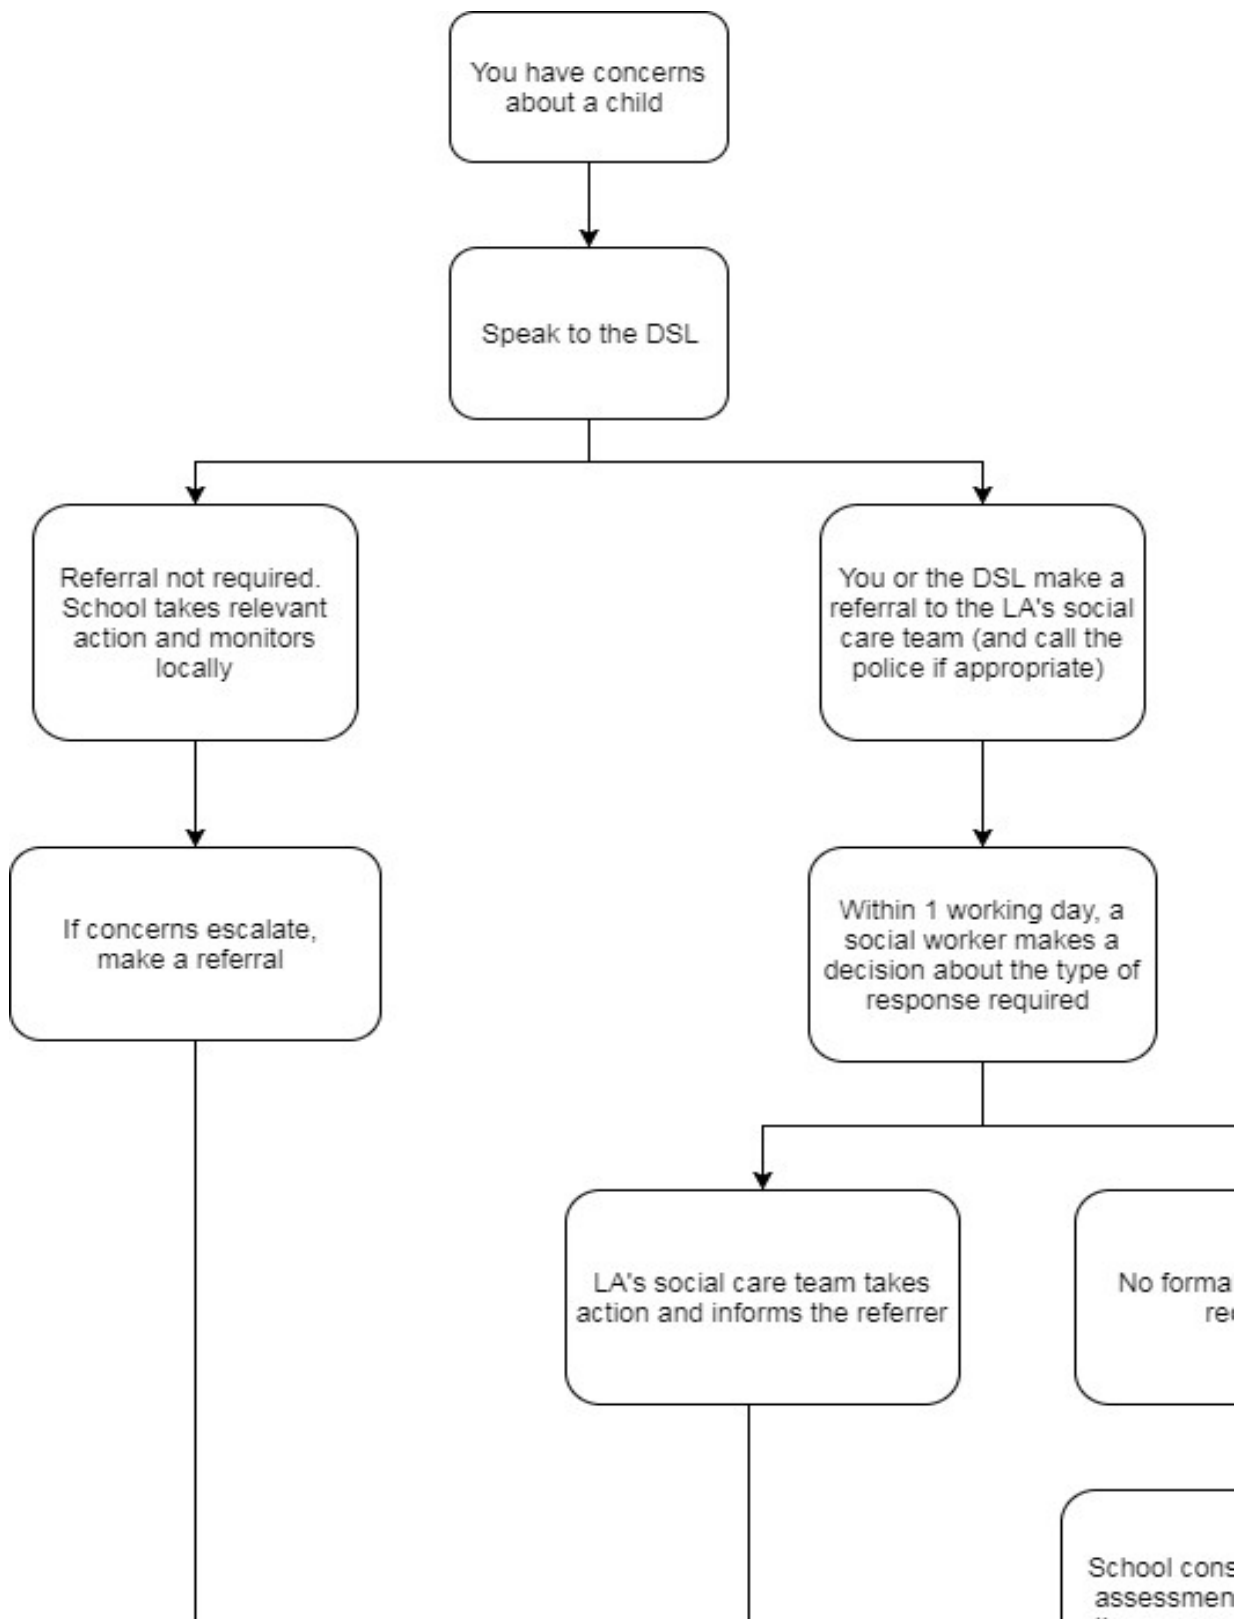 You have concerns
about a child
Speak to the DSL
Referral not required.
School takes relevant
action and monitors
locally
You or the DSL make a
referral to the LA's social
care team (and call the
police if appropriate)
If concerns escalate,
make a referral
Within 1 working day, a
social worker makes a
decision about the type of
response required
LA's social care team takes
action and informs the referrer
No forma
School